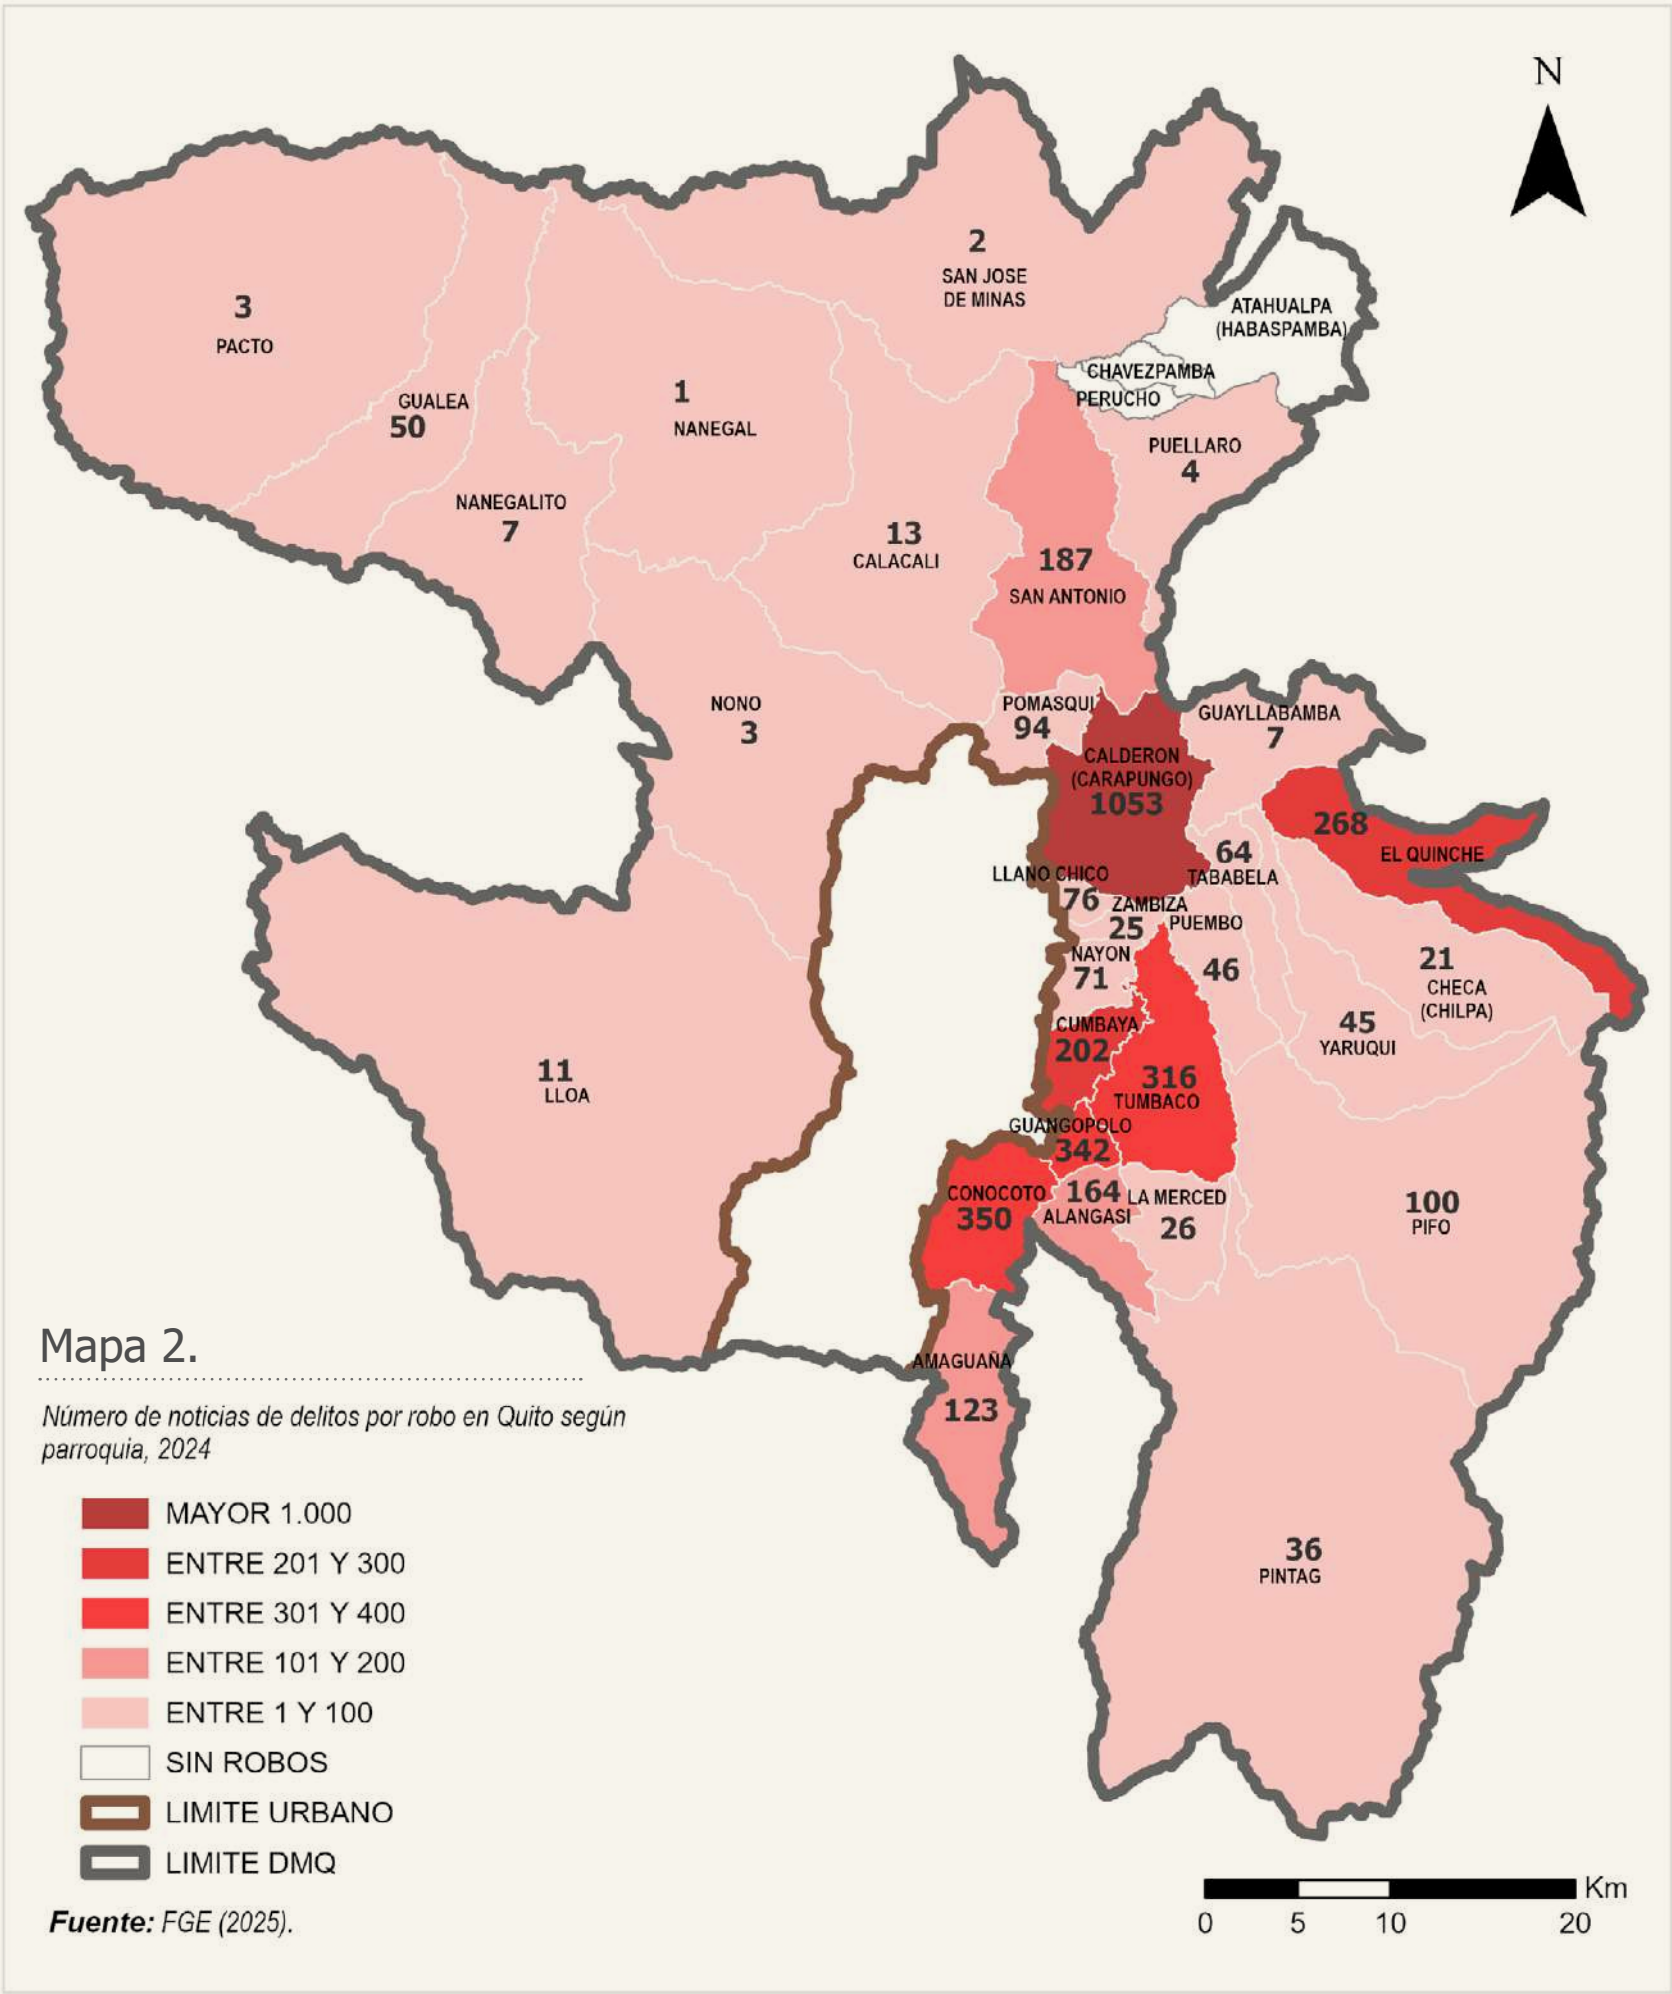 N
2
SAN JOSE
DE MINAS
ATAHUALPA
(HABASPAMBA)
3
PACTO
CHAVEZPAMBA
PERUCHO
GUALEA
50
1
NANEGAL
PUELLARO
4
NANEGALITO
7
13
CALACALI
187
SAN ANTONIO
NONO
3
POMASQUI
94
GUAYLLABAMBA
7
CALDERON
(CARAPUNGO)
1053
268
EL QUINCHE
64
TABABELA
LLANO CHICO
76
ZAMBIZA
25
PUEMBO
46
NAYON
71
21
CHECA
(CHILPA)
CUMBAYA
202
45
YARUQUI
11
LLOA
316
TUMBACO
GUANGOPOLO
342
CONOCOTO
350
164
ALANGASI
LA MERCED
26
100
PIFO
AMAGUAÑA
123
36
PINTAG
Mapa 2.
Número de noticias de delitos por robo en Quito según
parroquia, 2024
MAYOR 1.000
ENTRE 201 Y 300
ENTRE 301 Y 400
ENTRE 101 Y 200
ENTRE 1 Y 100
SIN ROBOS
LIMITE URBANO
LIMITE DMQ
Fuente: FGE (2025).
Km
0 5 10 20